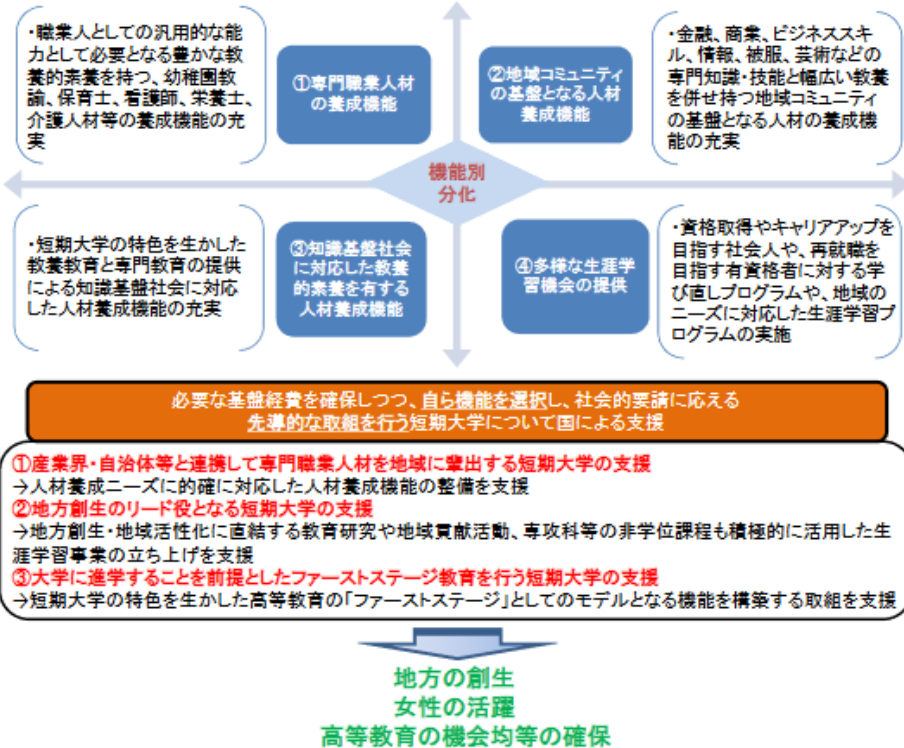 ・職業人としての汎用的な能
力として必要となる豊かな教
養的素養を持つ、幼稚園教
諭、保育士、看護師、栄養士、
介護人材等の養成機能の充
実
①専門職業人材
の養成機能
②地域コミュニティ
の基盤となる人材
養成機能
・金融、商業、ビジネススキ
ル、情報、被服、芸術などの
専門知識・技能と幅広い教養
を併せ持つ地域コミュニティ
の基盤となる人材の養成機
能の充実
機能別
分化
・短期大学の特色を生かした
教養教育と専門教育の提供
による知識基盤社会に対応
した人材養成機能の充実
③知識基盤社会
に対応した教養
的素養を有する
人材養成機能
④多様な生涯学
習機会の提供
・資格取得やキャリアアップを
目指す社会人や、再就職を
目指す有資格者に対する学
び直しプログラムや、地域の
ニーズに対応した生涯学習プ
ログラムの実施
必要な基盤経費を確保しつつ、自ら機能を選択し、社会的要請に応える
先導的な取組を行う短期大学について国による支援
①産業界・自治体等と連携して専門職業人材を地域に輩出する短期大学の支援
→人材養成ニーズに的確に対応した人材養成機能の整備を支援
②地方創生のリード役となる短期大学の支援
→地方創生・地域活性化に直結する教育研究や地域貢献活動、専攻科等の非学位課程も積極的に活用した生
涯学習事業の立ち上げを支援
③大学に進学することを前提としたファーストステージ教育を行う短期大学の支援
→短期大学の特色を生かした高等教育の「ファーストステージ」としてのモデルとなる機能を構築する取組を支援
地方の創生
女性の活躍
高等教育の機会均等の確保